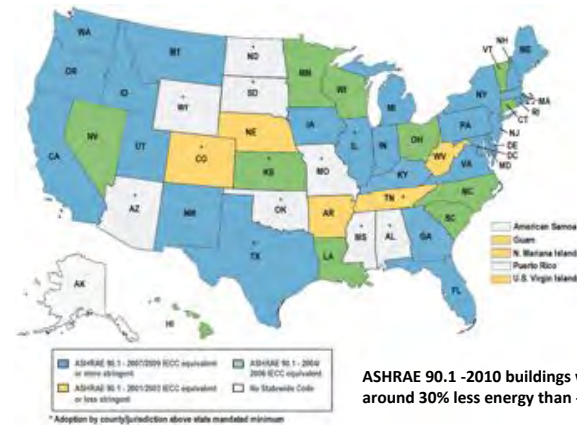 WA
OR
CA
NV
ID
MT
WY
UT
AZ
CO
NM
ND
SD
NE
KS
OK
TX
MN
IA
MO
AR
LA
WI
IL
MS
MI
IN
KY
TN
AL
OH
WV
GA
FL
SC
NC
VA
PA
NY
VT
NH
ME
MA
RI
CT
NJ
DE
DC
MD
AK
HI
American Samoa
Guam
N. Mariana Island
Puerto Rico
U.S. Virgin Island
ASHRAE 90.1 - 2007/2009 IECC equivalent
or more stringent
ASHRAE 90.1 - 2001/2003 IECC equivalent
or less stringent
ASHRAE 90.1 - 2004/
2006 IECC equivalent
No Statewide Code
* Adoption by county/jurisdiction above state mandated minimum
ASHRAE 90.1 -2010 buildings
around 30% less energy than